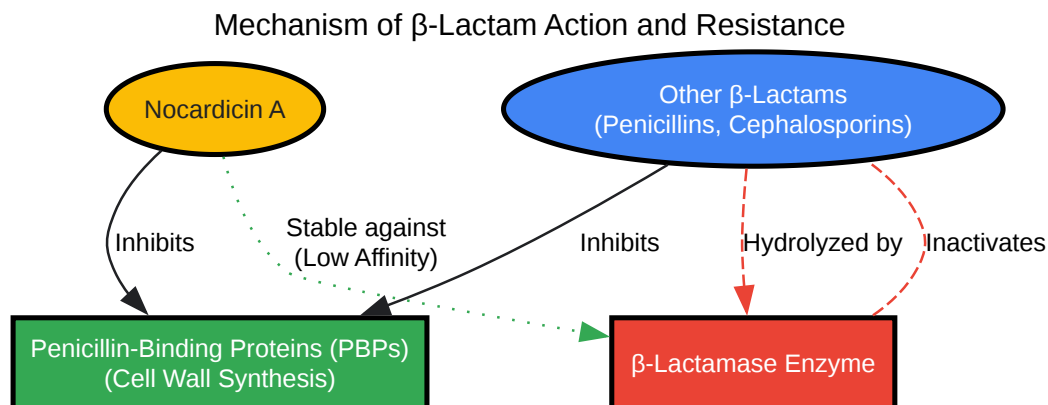 Mechanism of β-Lactam Action and Resistance
Nocardicin A
Other β-Lactams
(Penicillins, Cephalosporins)
Inhibits
Stable against
(Low Affinity)
Inhibits
Hydrolyzed by
Inactivates
Penicillin-Binding Proteins (PBPs)
(Cell Wall Synthesis)
β-Lactamase Enzyme